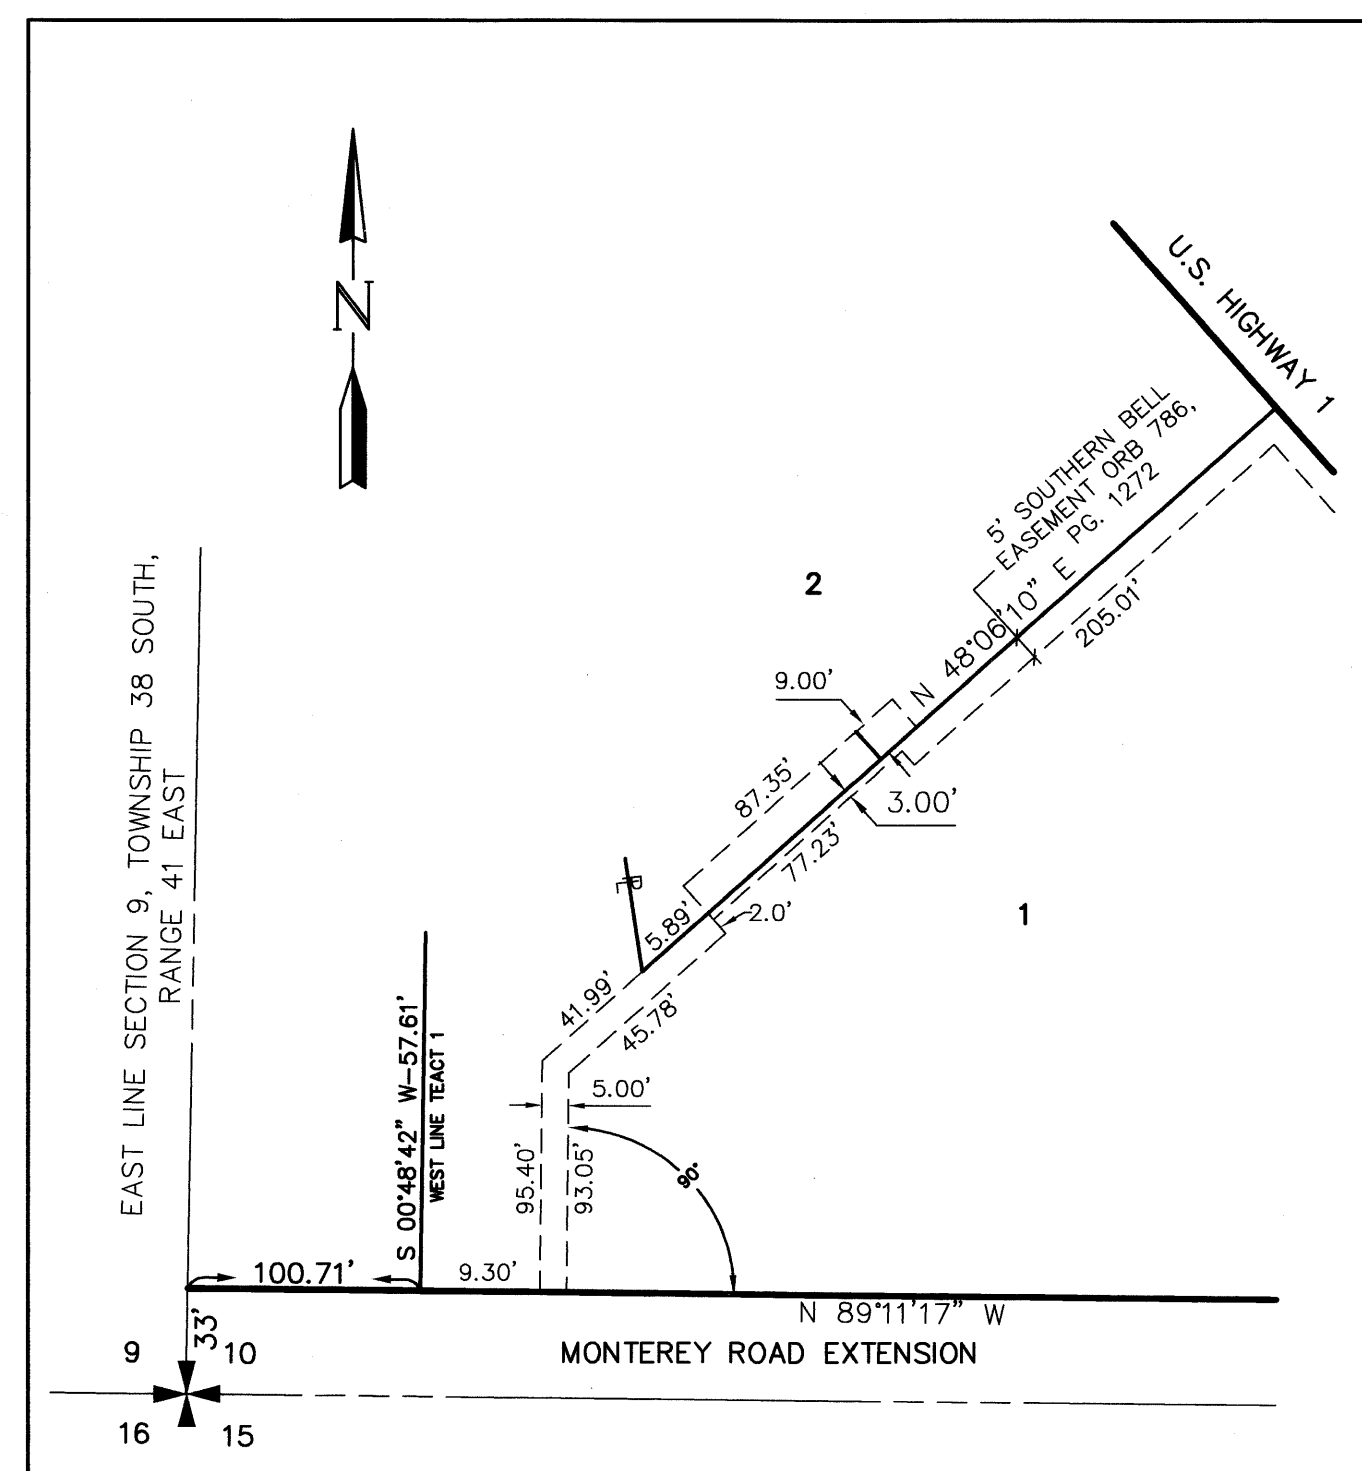 N
U.S. HIGHWAY 1
5' SOUTHERN BELL
EASEMENT ORB 786,
PG. 1272
N 48°06'10" E
205.01'
2
9.00'
87.35'
3.00'
77.23'
PL
5.89'
2.0'
1
41.99'
45.78'
5.00'
EAST LINE SECTION 9, TOWNSHIP 38 SOUTH,
RANGE 41 EAST
S 00°48'42" W-57.61'
WEST LINE TEACT 1
95.40'
93.05'
90°
100.71'
9.30'
N 89°11'17" W
33'
9
10
MONTEREY ROAD EXTENSION
16
15